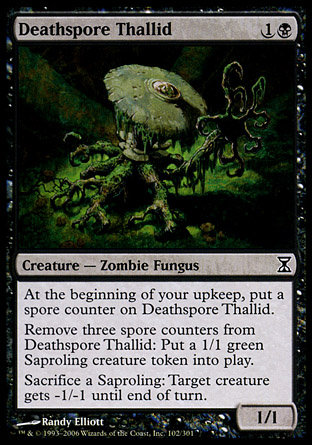 Deathspore Thallid 1
Creature — Zombie Fungus
At the beginning of your upkeep, put a
spore counter on Deathspore Thallid.
Remove three spore counters from
Deathspore Thallid: Put a 1/1 green
Saproling creature token into play.
Sacrifice a Saproling: Target creature
gets -1/-1 until end of turn.
Randy Elliott
™ & © 1993–2006 Wizards of the Coast, Inc. 102/301
1/1